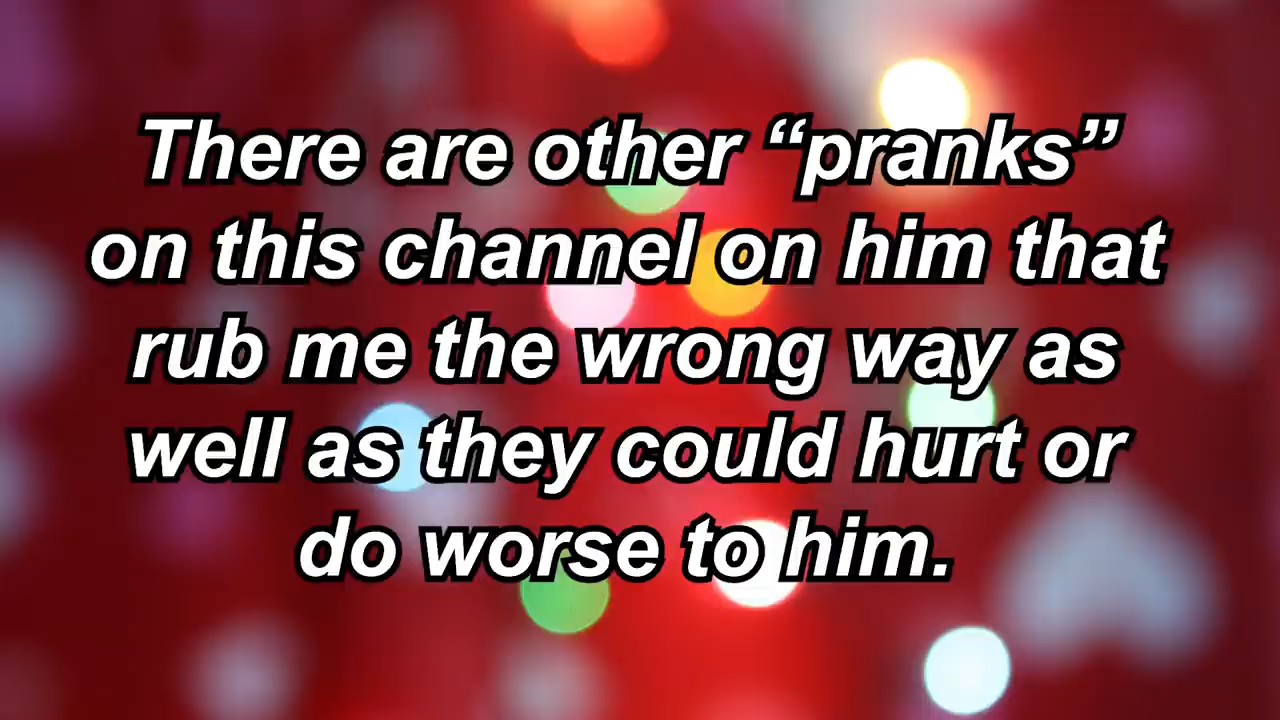 There are other “pranks”
on this channel on him that
rub me the wrong way as
well as they could hurt or
do worse to him.